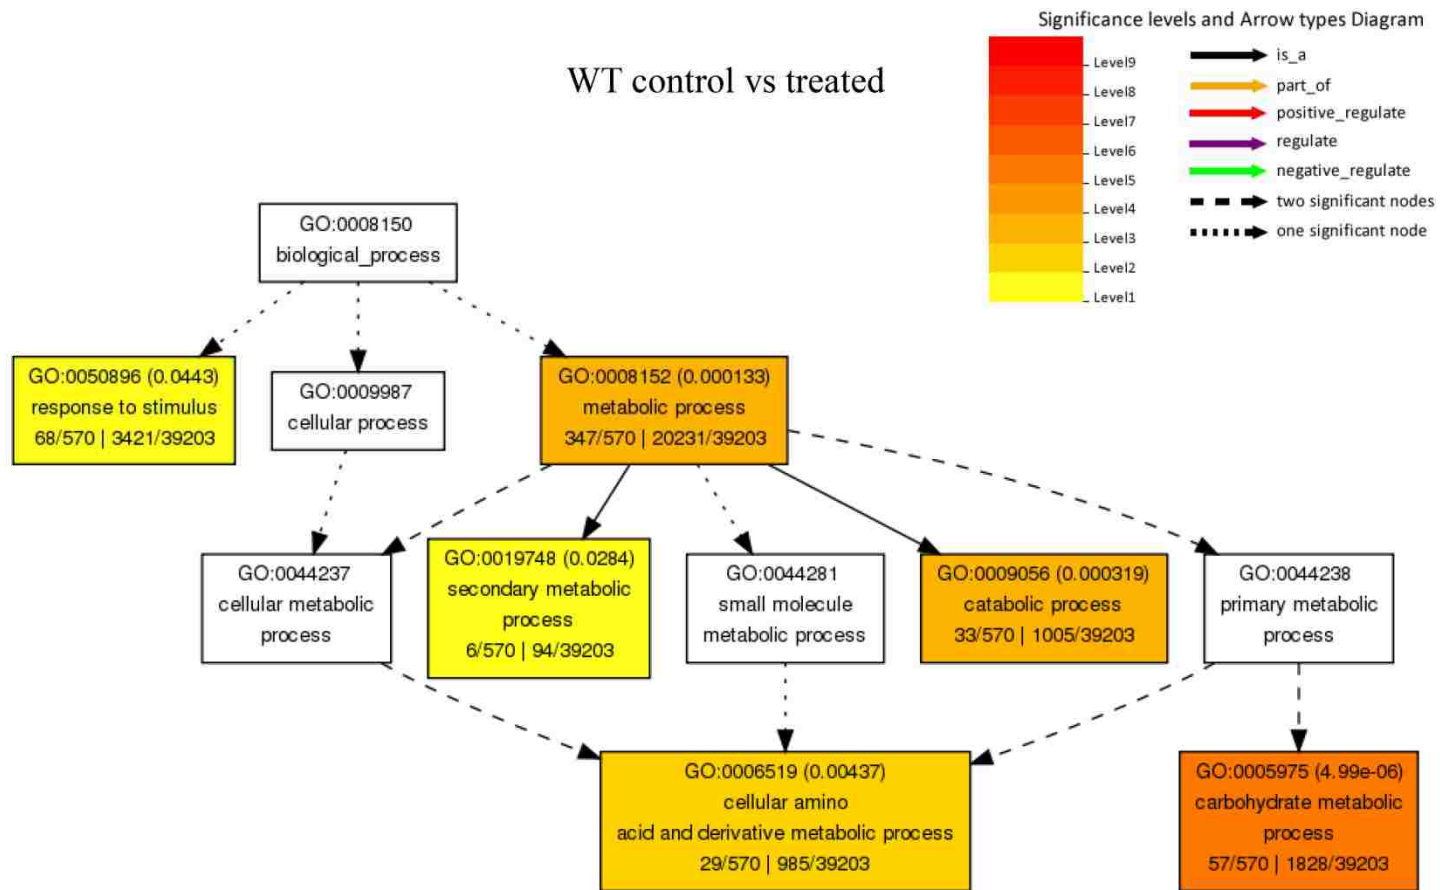 Significance levels and Arrow types Diagram
WT control vs treated
Level9
Level8
Level7
Level6
Level5
Level4
Level3
Level2
Level1
is_a
part_of
positive_regulate
regulate
negative_regulate
two significant nodes
one significant node
GO:0008150
biological_process
GO:0050896 (0.0443)
response to stimulus
68/570 | 3421/39203
GO:0009987
cellular process
GO:0008152 (0.000133)
metabolic process
347/570 | 20231/39203
GO:0044237
cellular metabolic
process
GO:0019748 (0.0284)
secondary metabolic
process
6/570 | 94/39203
GO:0044281
small molecule
metabolic process
GO:0009056 (0.000319)
catabolic process
33/570 | 1005/39203
GO:0044238
primary metabolic
process
GO:0006519 (0.00437)
cellular amino
acid and derivative metabolic process
29/570 | 985/39203
GO:0005975 (4.99e-06)
carbohydrate metabolic
process
57/570 | 1828/39203